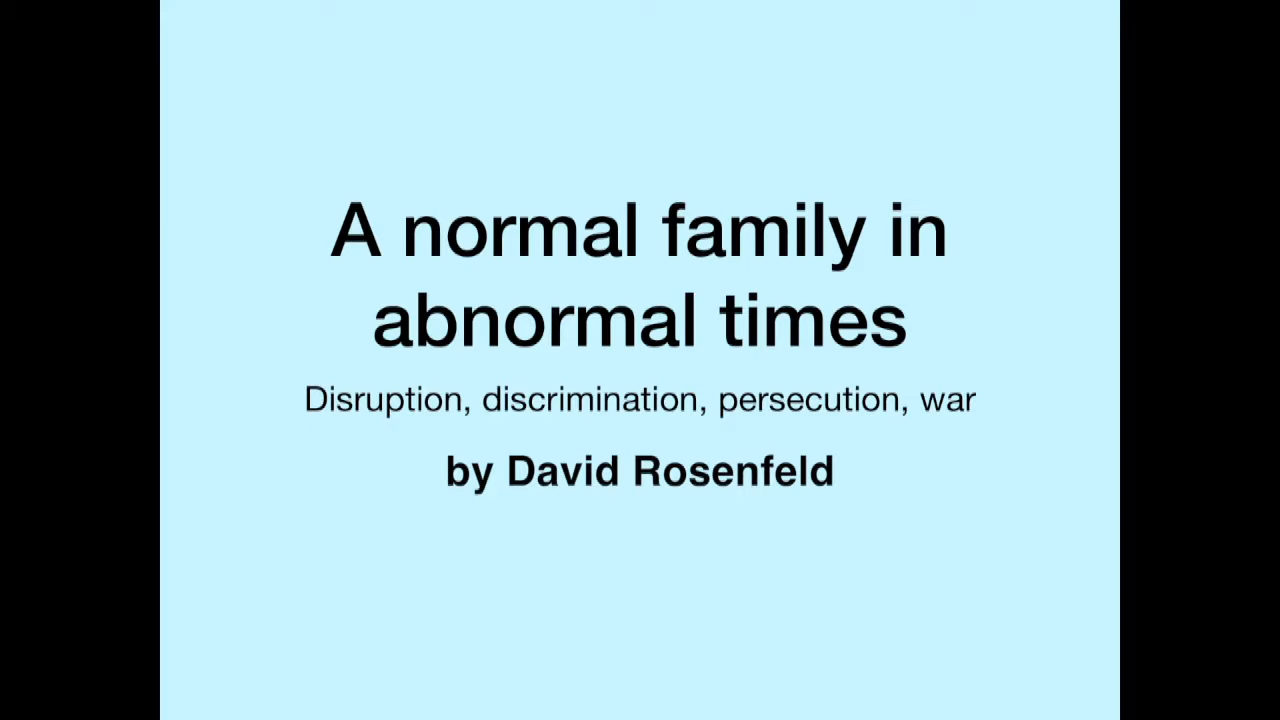 A normal family in
abnormal times
Disruption, discrimination, persecution, war
by David Rosenfeld